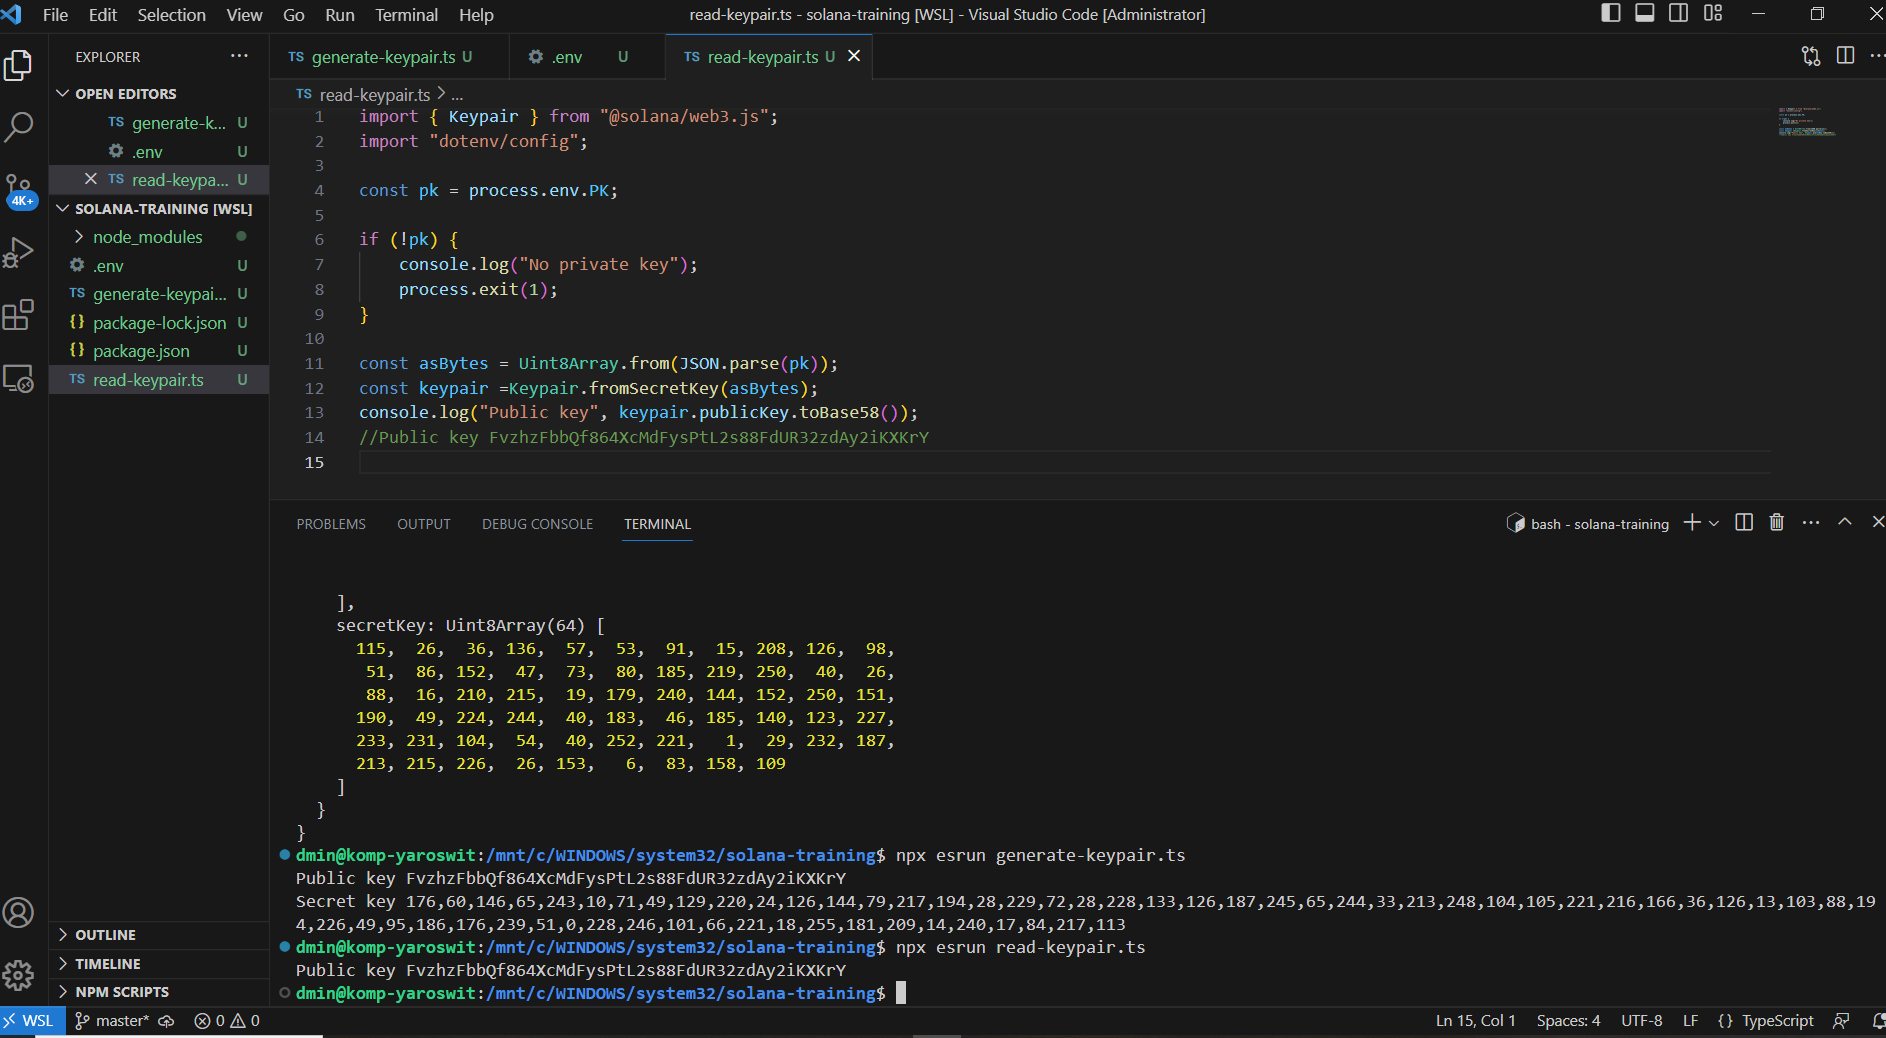 File Edit Selection View Go Run Terminal Help read-keypair.ts - solana-training [WSL] - Visual Studio Code [Administrator]
EXPLORER ...
OPEN EDITORS
TS generate-k... U
.env U
TS read-keypa... U
SOLANA-TRAINING [WSL]
node_modules
.env U
TS generate-keypai... U
{} package-lock.json U
{} package.json U
TS read-keypair.ts U
OUTLINE
TIMELINE
NPM SCRIPTS
4K+
TS generate-keypair.ts U .env U TS read-keypair.ts U
TS read-keypair.ts > ...
1 import { Keypair } from "@solana/web3.js";
2 import "dotenv/config";
3
4 const pk = process.env.PK;
5
6 if (!pk) {
7 console.log("No private key");
8 process.exit(1);
9 }
10
11 const asBytes = Uint8Array.from(JSON.parse(pk));
12 const keypair =Keypair.fromSecretKey(asBytes);
13 console.log("Public key", keypair.publicKey.toBase58());
14 //Public key FvzhzFbbQf864XcMdFysPtL2s88FdUR32zdAy2iKXKrY
15
PROBLEMS OUTPUT DEBUG CONSOLE TERMINAL bash - solana-training
],
secretKey: Uint8Array(64) [
115, 26, 36, 136, 57, 53, 91, 15, 208, 126, 98,
51, 86, 152, 47, 73, 80, 185, 219, 250, 40, 26,
88, 16, 210, 215, 19, 179, 240, 144, 152, 250, 151,
190, 49, 224, 244, 40, 183, 46, 185, 140, 123, 227,
233, 231, 104, 54, 40, 252, 221, 1, 29, 232, 187,
213, 215, 226, 26, 153, 6, 83, 158, 109
]
}
}
dmin@komp-yaroswit:/mnt/c/WINDOWS/system32/solana-training$ npx esrun generate-keypair.ts
Public key FvzhzFbbQf864XcMdFysPtL2s88FdUR32zdAy2iKXKrY
Secret key 176,60,146,65,243,10,71,49,129,220,24,126,144,79,217,194,28,229,72,28,228,133,126,187,245,65,244,33,213,248,104,105,221,216,166,36,126,13,103,88,19
4,226,49,95,186,176,239,51,0,228,246,101,66,221,18,255,181,209,14,240,17,84,217,113
dmin@komp-yaroswit:/mnt/c/WINDOWS/system32/solana-training$ npx esrun read-keypair.ts
Public key FvzhzFbbQf864XcMdFysPtL2s88FdUR32zdAy2iKXKrY
dmin@komp-yaroswit:/mnt/c/WINDOWS/system32/solana-training$
WSL master* 0 0 Ln 15, Col 1 Spaces: 4 UTF-8 LF {} TypeScript